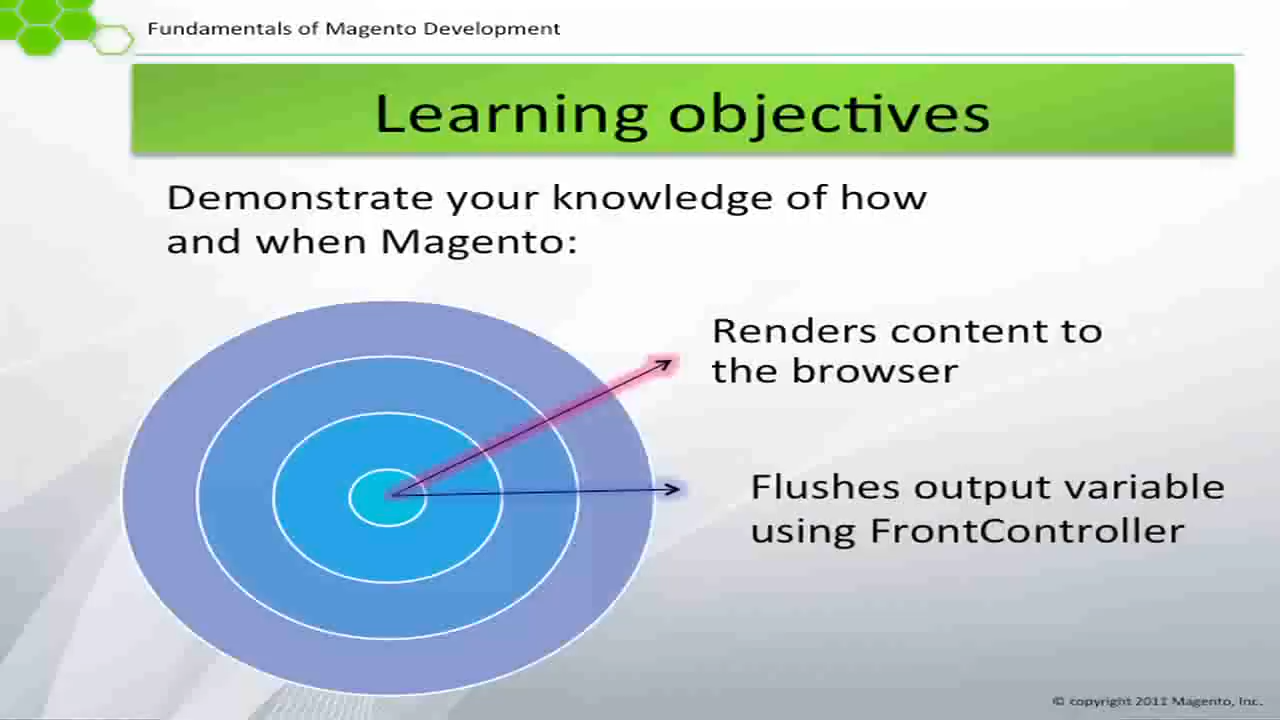 Fundamentals of Magento Development
Learning objectives
Demonstrate your knowledge of how
and when Magento:
Renders content to
the browser
Flushes output variable
using FrontController
© copyright 2011 Magento, Inc.